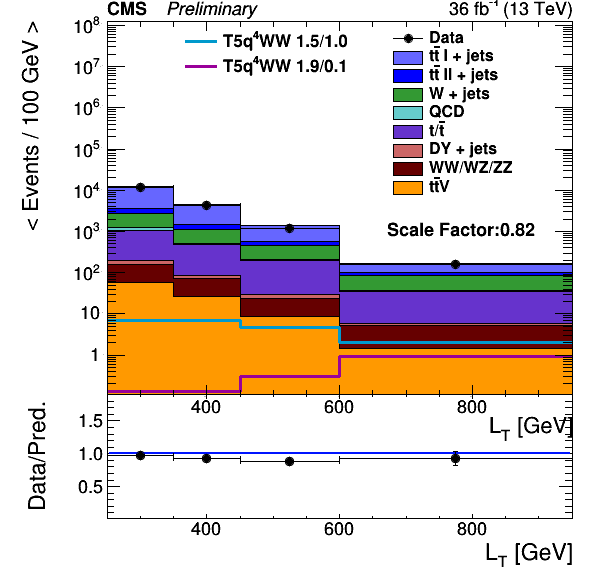 CMS Preliminary 36 fb⁻¹ (13 TeV)
< Events / 100 GeV >
10⁸
10⁷
10⁶
10⁵
10⁴
10³
10²
10
1
T5q⁴WW 1.5/1.0
T5q⁴WW 1.9/0.1
Data
tt̄ l + jets
tt̄ ll + jets
W + jets
QCD
t/t̄
DY + jets
WW/WZ/ZZ
tt̄V
Scale Factor:0.82
400 600 800
L_T [GeV]
Data/Pred.
1.5
1.0
0.5
400 600 800
L_T [GeV]